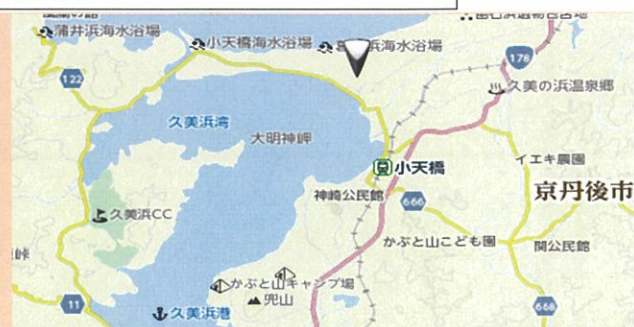 蒲井浜海水浴場
小天橋海水浴場
浜海水浴場
178
122
久美の浜温泉郷
久美浜湾
大明神岬
小天橋
イエキ農園
京丹後市
神崎公民館
666
久美浜CC
かぶと山こども園
関公民館
峠
かぶと山キャンプ場
兜山
11
久美浜港
668